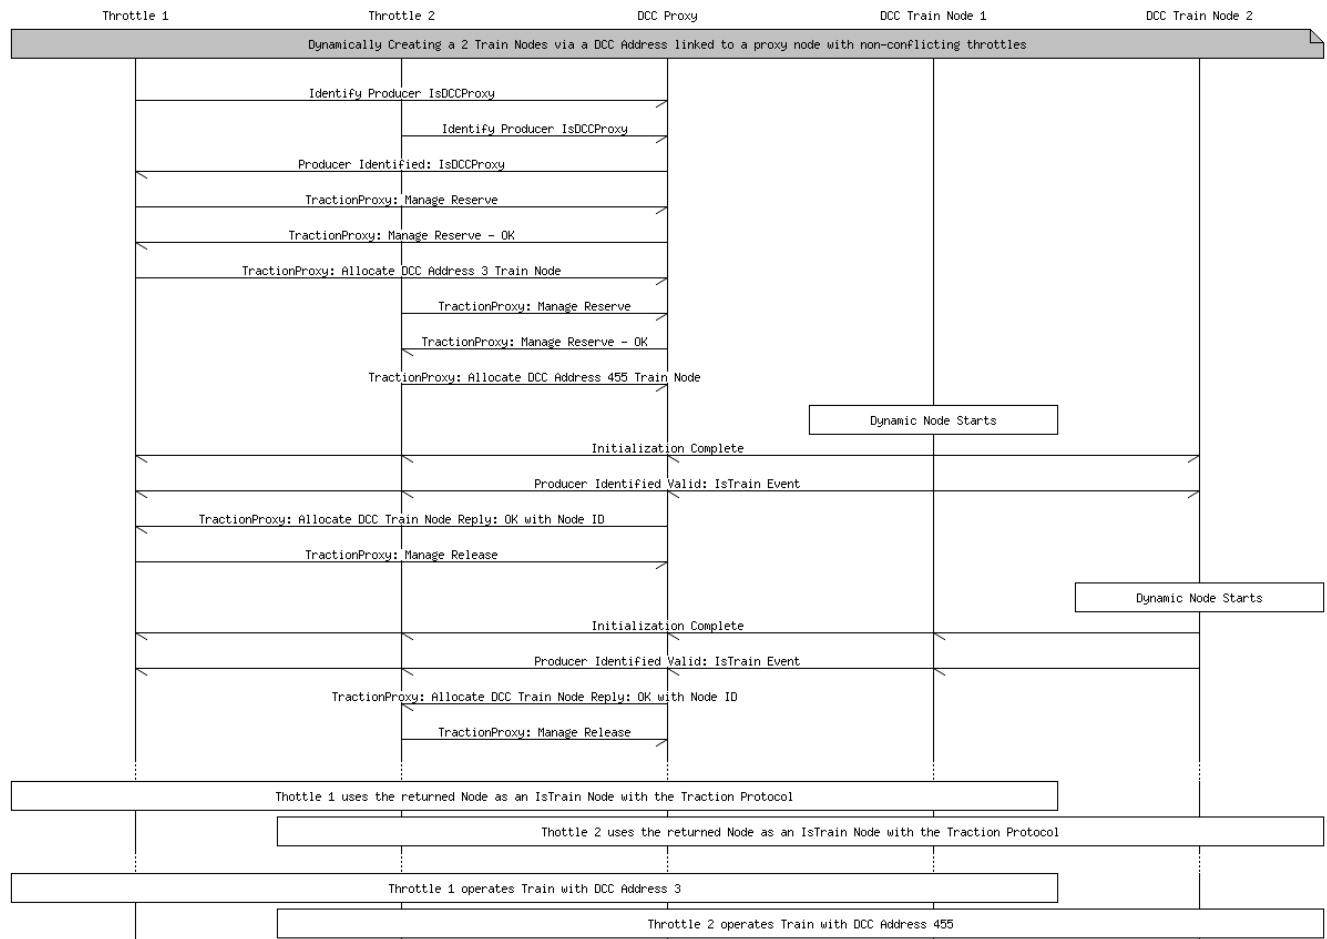 Throttle 1
Throttle 2
DCC Proxy
DCC Train Node 1
DCC Train Node 2
Dynamically Creating a 2 Train Nodes via a DCC Address linked to a proxy node with non-conflicting throttles
Identify Producer IsDCCProxy
Identify Producer IsDCCProxy
Producer Identified: IsDCCProxy
TractionProxy: Manage Reserve
TractionProxy: Manage Reserve - OK
TractionProxy: Allocate DCC Address 3 Train Node
TractionProxy: Manage Reserve
TractionProxy: Manage Reserve - OK
TractionProxy: Allocate DCC Address 455 Train Node
Dynamic Node Starts
Initialization Complete
Producer Identified Valid: IsTrain Event
TractionProxy: Allocate DCC Train Node Reply: OK with Node ID
TractionProxy: Manage Release
Dynamic Node Starts
Initialization Complete
Producer Identified Valid: IsTrain Event
TractionProxy: Allocate DCC Train Node Reply: OK with Node ID
TractionProxy: Manage Release
Thottle 1 uses the returned Node as an IsTrain Node with the Traction Protocol
Thottle 2 uses the returned Node as an IsTrain Node with the Traction Protocol
Throttle 1 operates Train with DCC Address 3
Throttle 2 operates Train with DCC Address 455